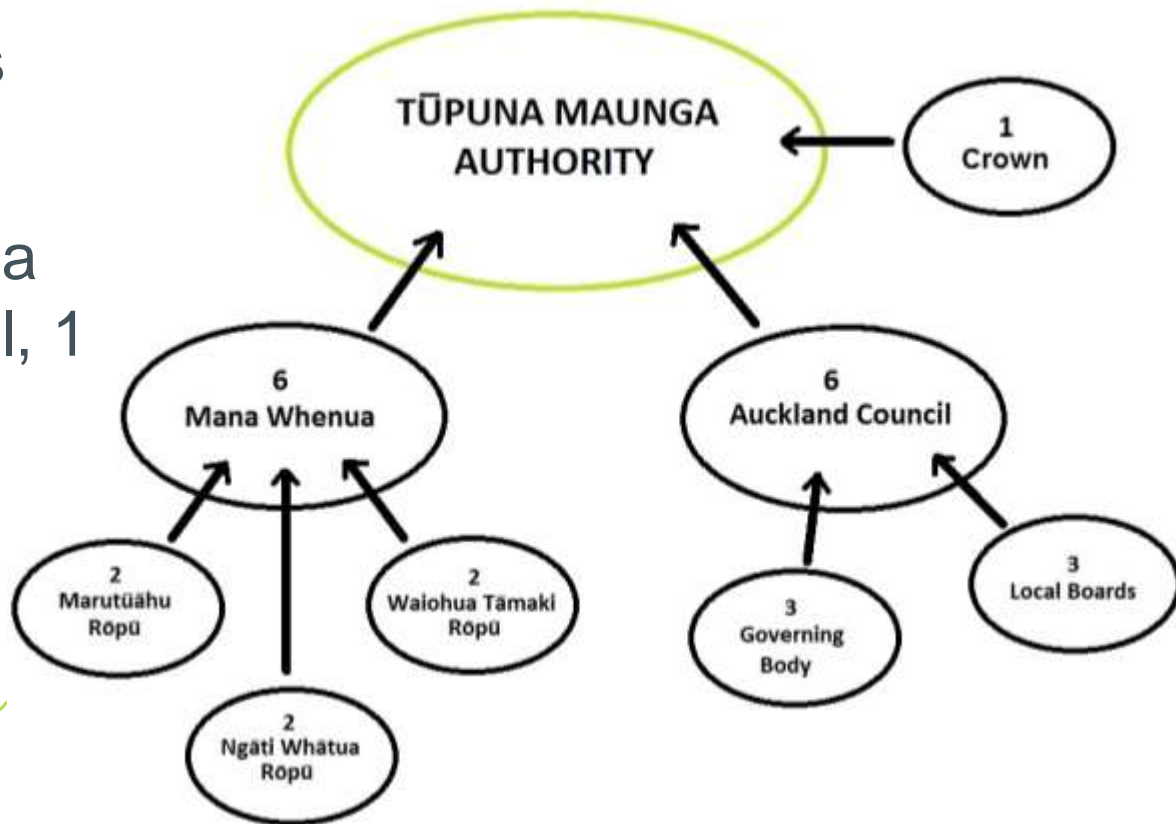 s
a
l, 1
TŪPUNA MAUNGA
AUTHORITY
1
Crown
6
Mana Whenua
6
Auckland Council
2
Marutūāhu
Rōpū
2
Waiohua Tāmaki
Rōpū
2
Ngāti Whātua
Rōpū
3
Governing
Body
3
Local Boards